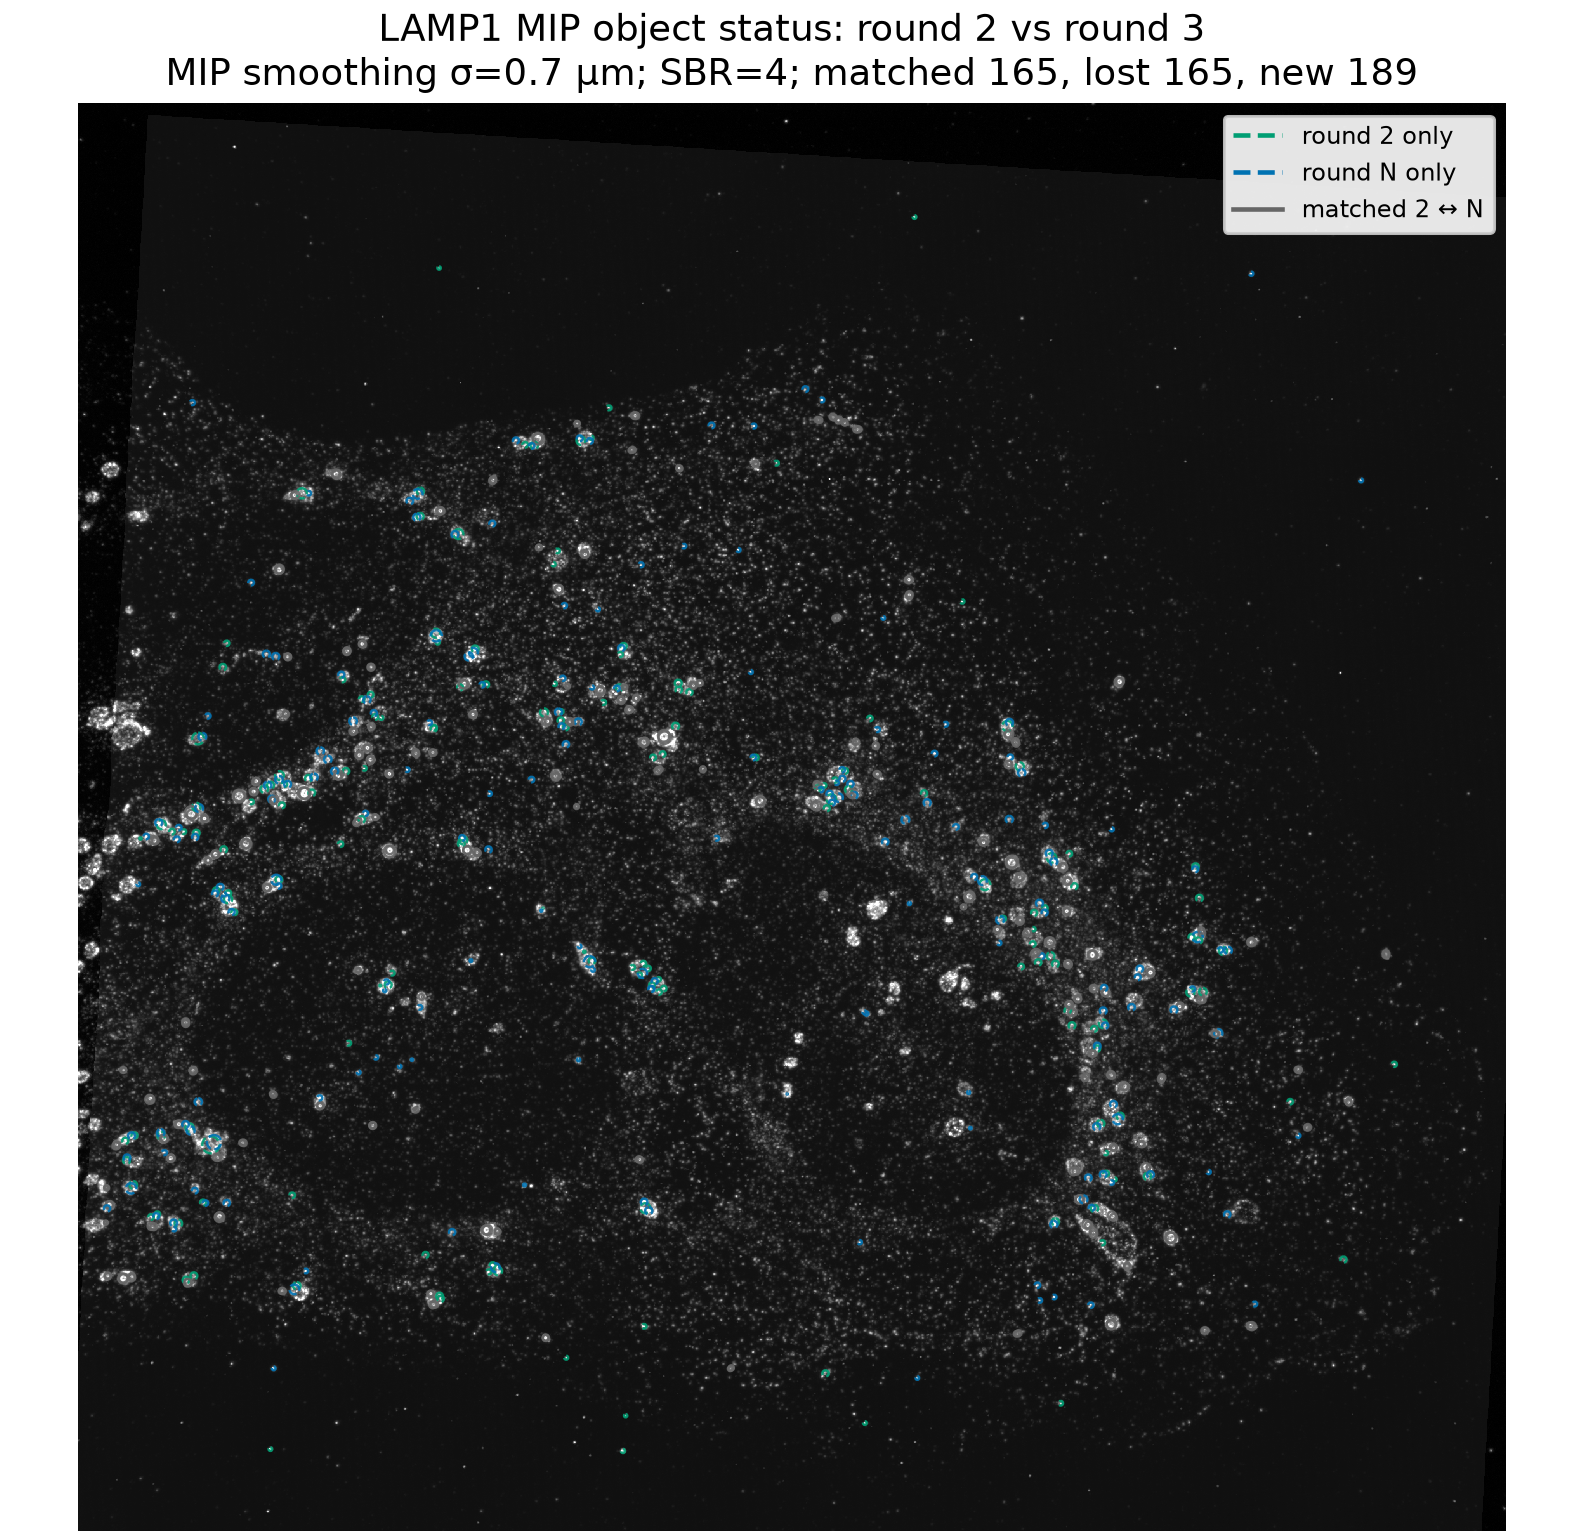 LAMP1 MIP object status: round 2 vs round 3
MIP smoothing σ=0.7 µm; SBR=4; matched 165, lost 165, new 189
round 2 only
round N only
matched 2 ↔ N